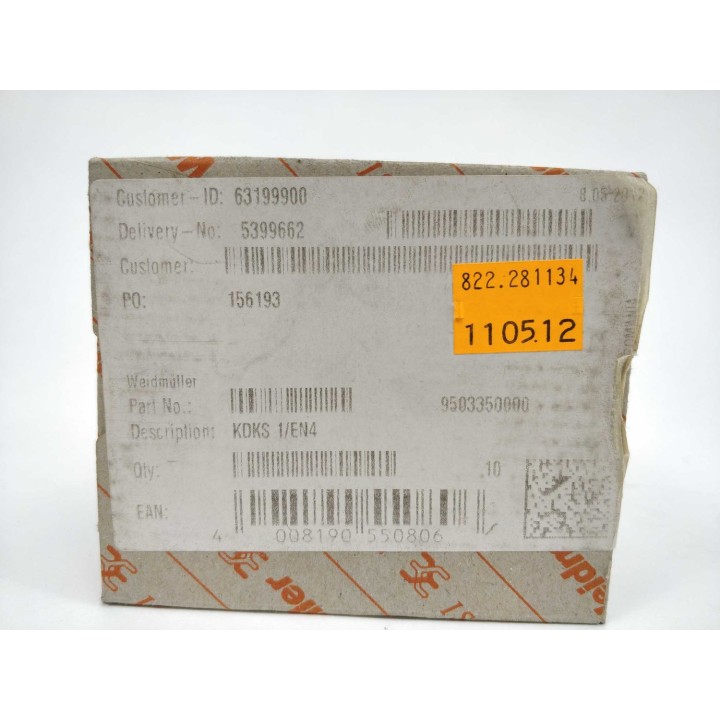 Customer-ID: 63199900
Delivery-No: 5399662
Customer:
822.281134
PO: 156193
110512
Weidmüller
Part No.: 9503350000
Description: KDKS 1/EN4
Qty: 10
EAN:
4 008190 550806